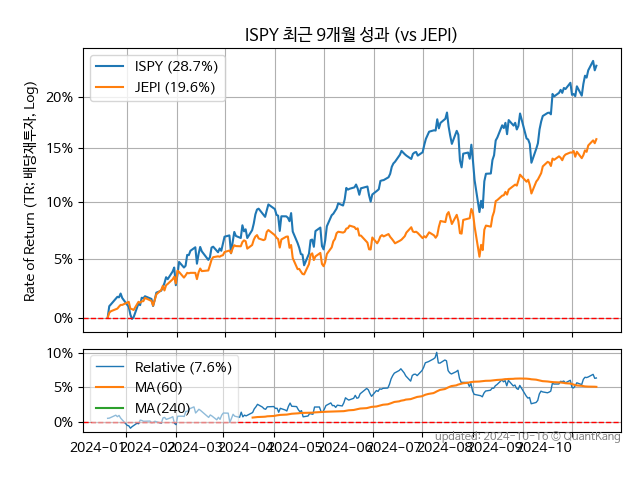 ISPY 최근 9개월 성과 (vs JEPI)
Rate of Return (TR: 배당재투자, Log)
ISPY (28.7%)
JEPI (19.6%)
20%
15%
10%
5%
0%
10%
5%
0%
Relative (7.6%)
MA(60)
MA(240)
2024-01
2024-02
2024-03
2024-04
2024-05
2024-06
2024-07
2024-08
2024-09
2024-10
updated: 2024-10-16 © QuantKang